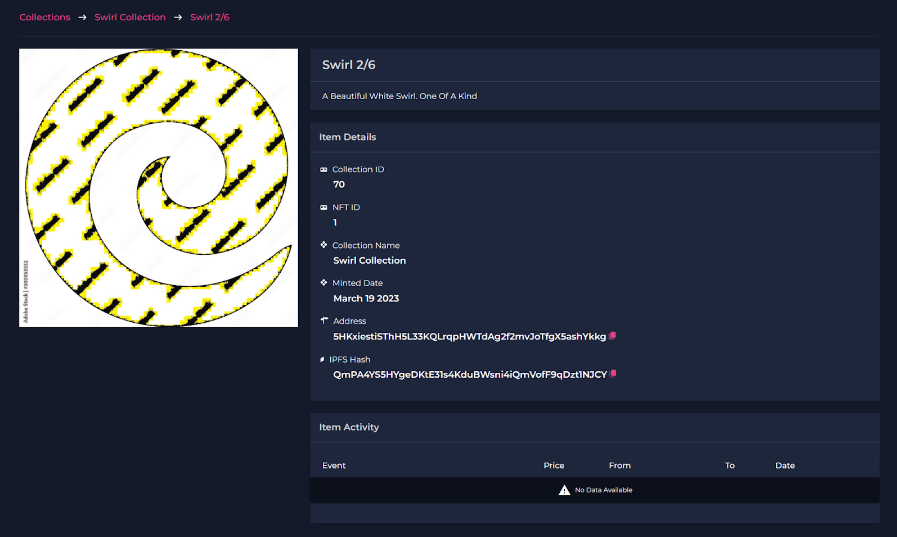 Collections → Swirl Collection → Swirl 2/6
Adobe Stock | #300953332
Swirl 2/6
A Beautiful White Swirl. One Of A Kind
Item Details
Collection ID
70
NFT ID
1
Collection Name
Swirl Collection
Minted Date
March 19 2023
Address
5HKxiestiSThH5L33KQLrqpHWTdAg2f2mvJoTfgX5ashYkkg
IPFS Hash
QmPA4YS5HYgeDKtE31s4KduBWsni4iQmVofF9qDzt1NJCY
Item Activity
Event Price From To Date
No Data Available